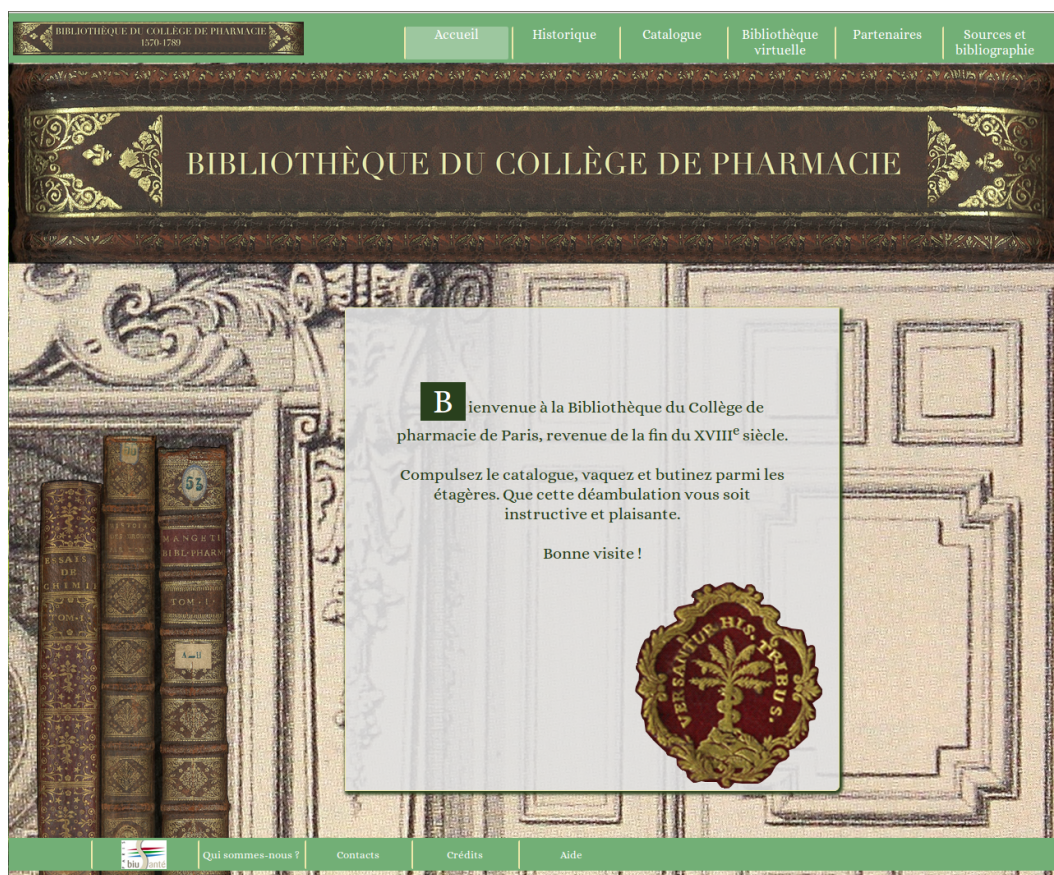 BIBLIOTHÈQUE DU COLLÈGE DE PHARMACIE
1570-1789
Accueil
Historique
Catalogue
Bibliothèque
virtuelle
Partenaires
Sources et
bibliographie
BIBLIOTHÈQUE DU COLLÈGE DE PHARMACIE
Bienvenue à la Bibliothèque du Collège de
pharmacie de Paris, revenue de la fin du XVIIIe siècle.
Compulsez le catalogue, vaquez et butinez parmi les
étagères. Que cette déambulation vous soit
instructive et plaisante.
Bonne visite !
53
MANGETI
BIBL·PHARM
TOM·I
A-U
ESSAYS
DE
CHIMIE
TOM·I
VERSANTUR HIS TRIBUS.
biu santé
Qui sommes-nous ?
Contacts
Crédits
Aide